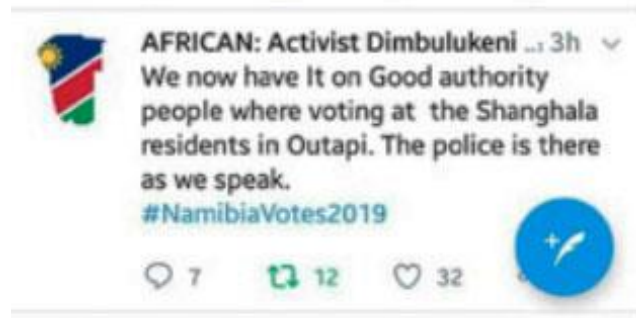 AFRICAN: Activist Dimbulukeni ... 3h
We now have It on Good authority
people where voting at the Shanghala
residents in Outapi. The police is there
as we speak.
#NamibiaVotes2019
7 12 32